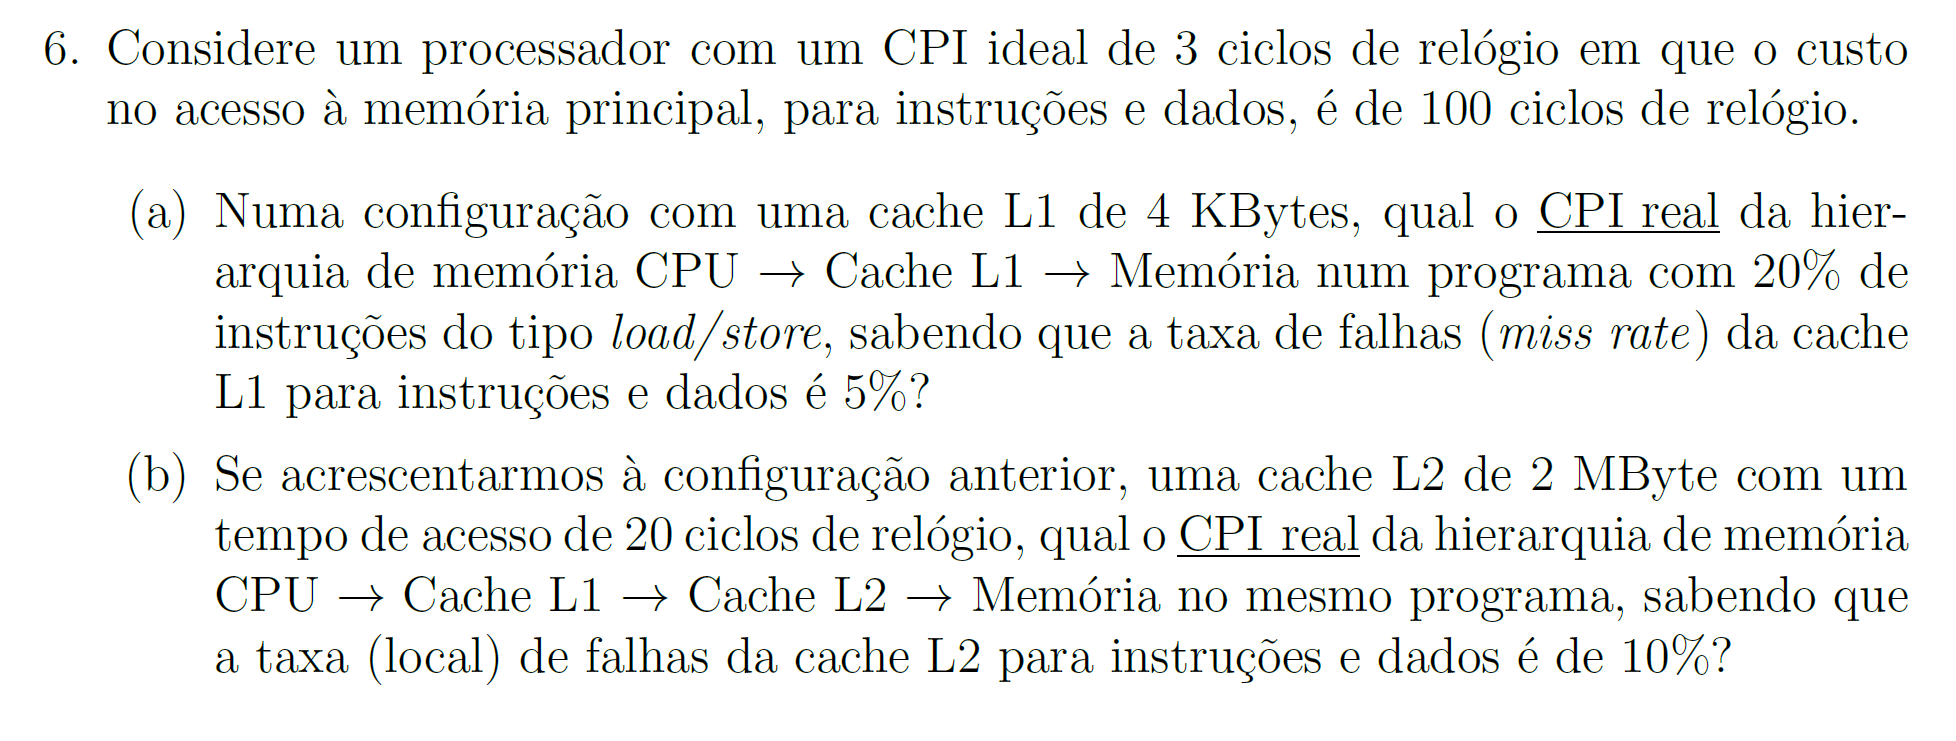 6. Considere um processador com um CPI ideal de 3 ciclos de relógio em que o custo
no acesso à memória principal, para instruções e dados, é de 100 ciclos de relógio.
(a) Numa configuração com uma cache L1 de 4 KBytes, qual o CPI real da hier-
arquia de memória CPU → Cache L1 → Memória num programa com 20% de
instruções do tipo load/store, sabendo que a taxa de falhas (miss rate) da cache
L1 para instruções e dados é 5%?
(b) Se acrescentarmos à configuração anterior, uma cache L2 de 2 MByte com um
tempo de acesso de 20 ciclos de relógio, qual o CPI real da hierarquia de memória
CPU → Cache L1 → Cache L2 → Memória no mesmo programa, sabendo que
a taxa (local) de falhas da cache L2 para instruções e dados é de 10%?